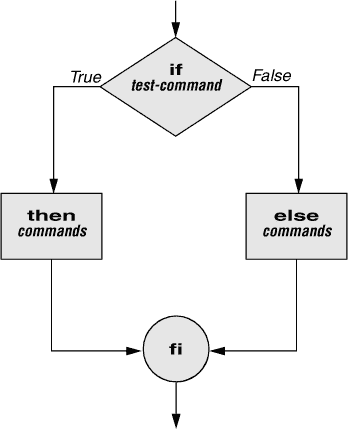 if
test-command
True
False
then
commands
else
commands
fi